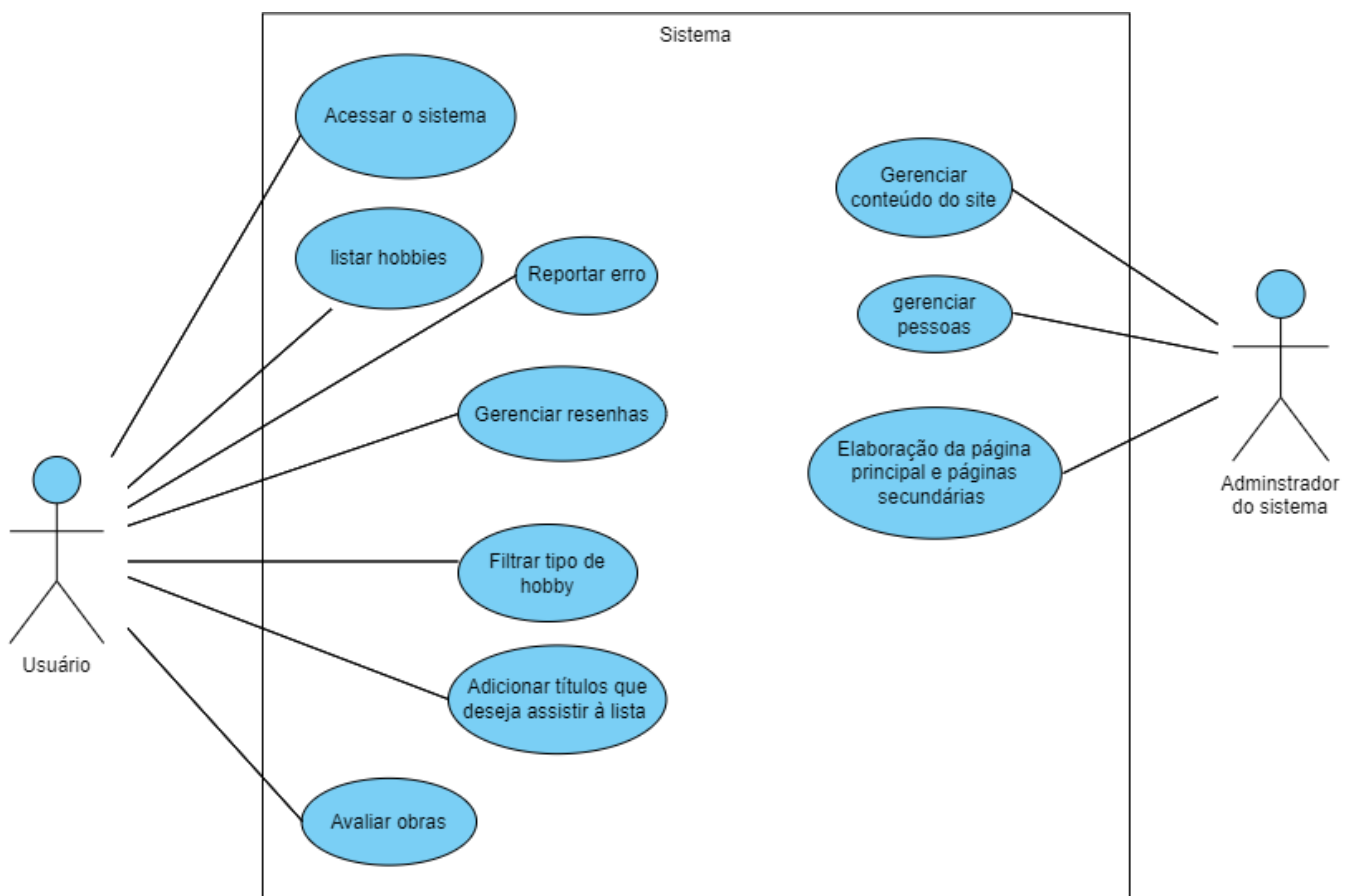 Sistema
Acessar o sistema
listar hobbies
Reportar erro
Gerenciar resenhas
Filtrar tipo de
hobby
Adicionar títulos que
deseja assistir à lista
Avaliar obras
Usuário
Gerenciar
conteúdo do site
gerenciar
pessoas
Elaboração da página
principal e páginas
secundárias
Adminstrador
do sistema